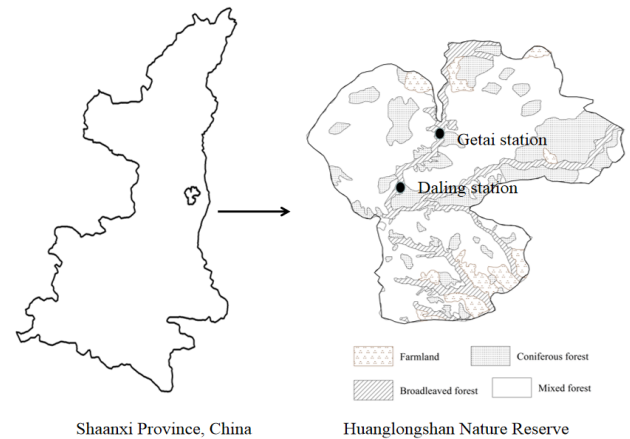 Getai station
Daling station
Farmland
Coniferous forest
Broadleaved forest
Mixed forest
Shaanxi Province, China
Huanglongshan Nature Reserve